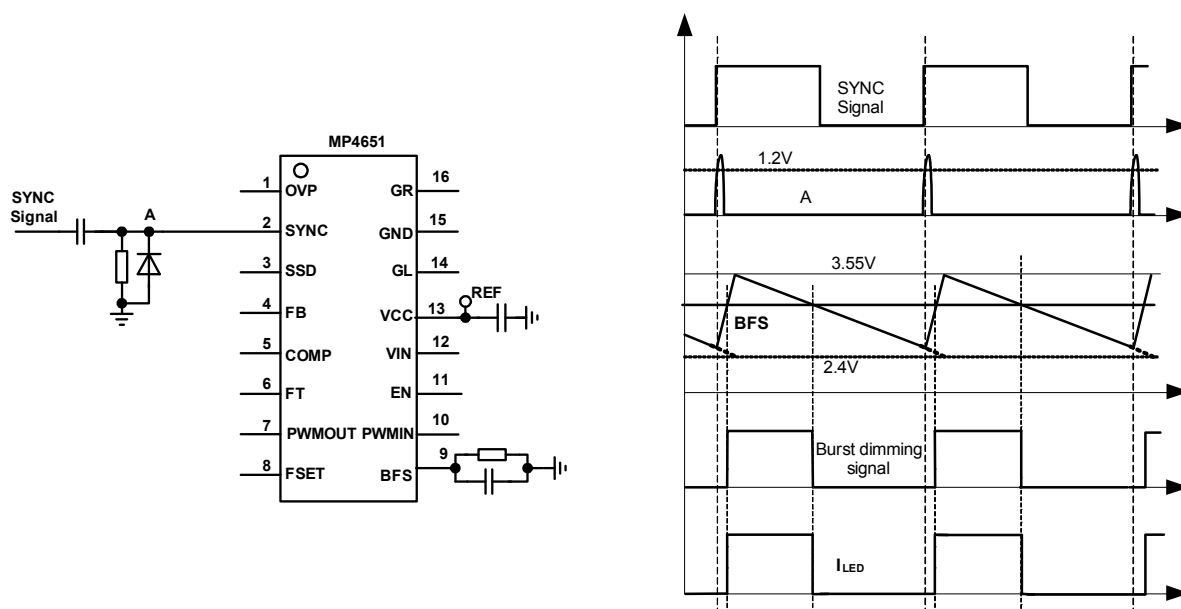 MP4651
SYNC
Signal
A
1
OVP
2
SYNC
3
SSD
4
FB
5
COMP
6
FT
7
PWMOUT
8
FSET
GR
16
GND
15
GL
14
VCC
13
REF
VIN
12
EN
11
PWMIN
10
BFS
9
SYNC
Signal
1.2V
A
3.55V
BFS
2.4V
Burst dimming
signal
ILED